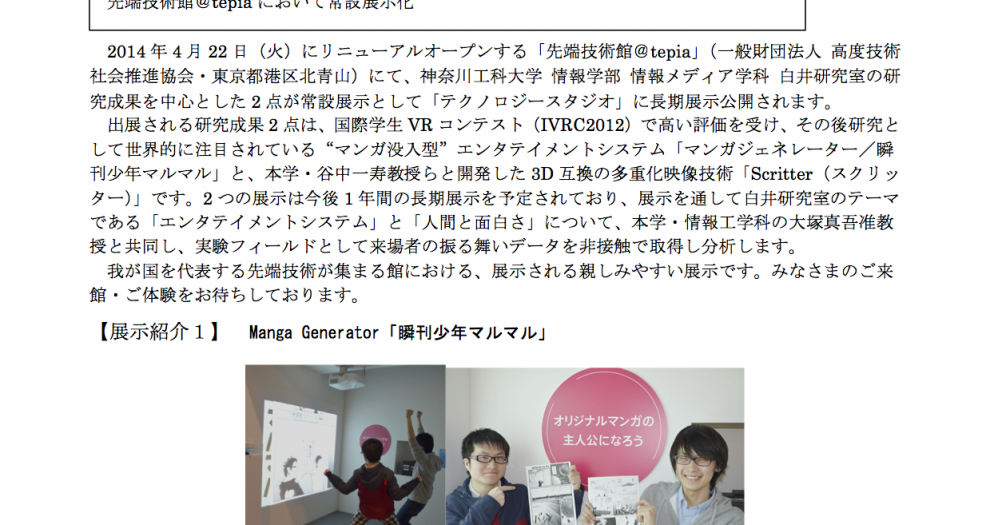 先端技術館＠tepia において常設展示化
2014 年 4 月 22 日（火）にリニューアルオープンする「先端技術館＠tepia」（一般財団法人 高度技術
社会推進協会・東京都港区北青山）にて、神奈川工科大学 情報学部 情報メディア学科 白井研究室の研
究成果を中心とした 2 点が常設展示として「テクノロジースタジオ」に長期展示公開されます。
出展される研究成果 2 点は、国際学生 VR コンテスト（IVRC2012）で高い評価を受け、その後研究と
して世界的に注目されている “マンガ没入型” エンタテイメントシステム「マンガジェネレーター／瞬
刊少年マルマル」と、本学・谷中一寿教授らと開発した 3D 互換の多重化映像技術「Scritter（スクリッ
ター）」です。2 つの展示は今後 1 年間の長期展示を予定されており、展示を通して白井研究室のテーマ
である「エンタテイメントシステム」と「人間と面白さ」について、本学・情報工学科の大塚真吾准教
授と共同し、実験フィールドとして来場者の振る舞いデータを非接触で取得し分析します。
我が国を代表する先端技術が集まる館における、展示される親しみやすい展示です。みなさまのご来
館・ご体験をお待ちしております。
【展示紹介１】 Manga Generator「瞬刊少年マルマル」
オリジナルマンガの
主人公になろう